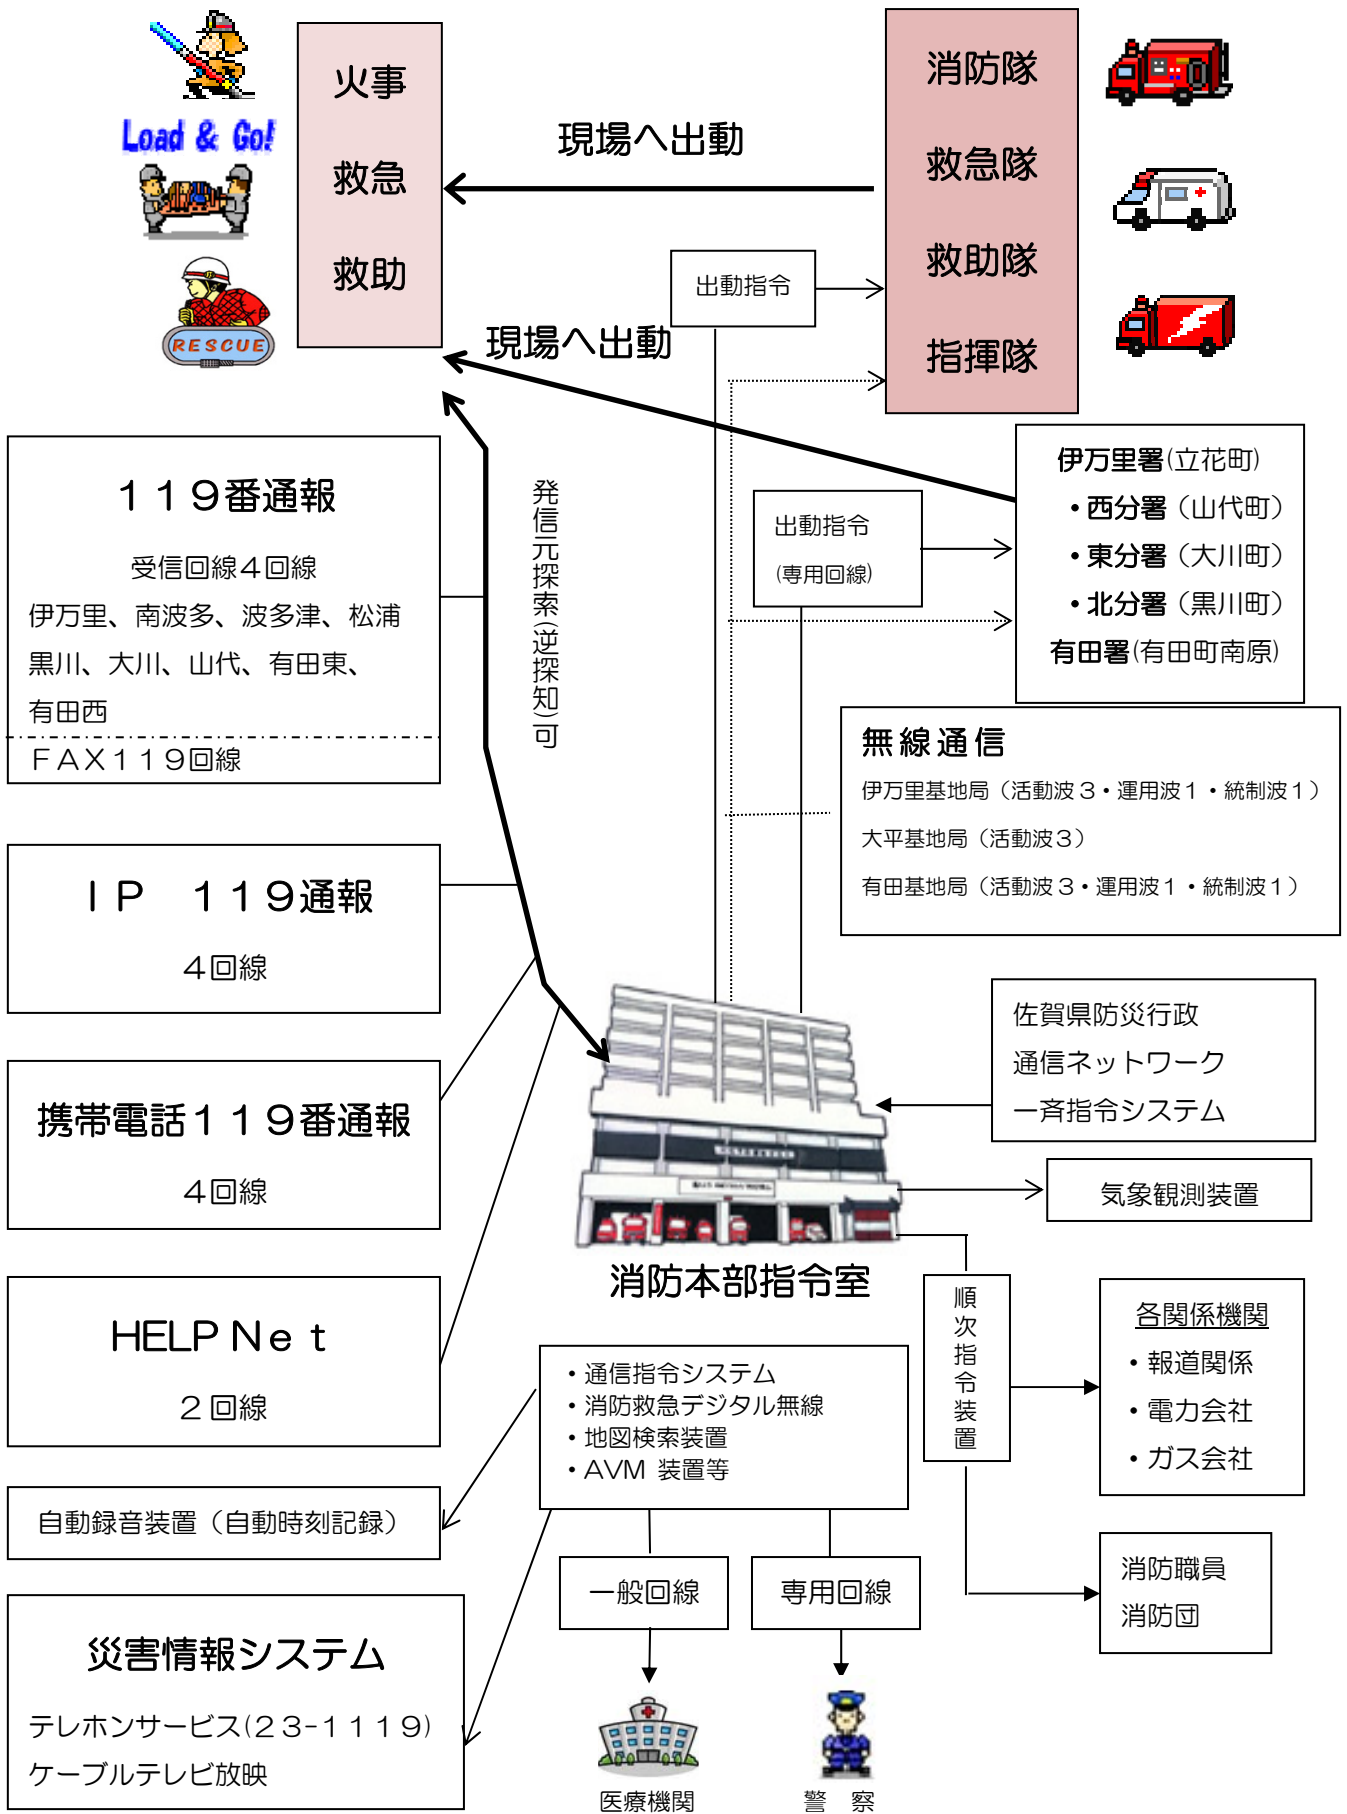 火事
救急
救助
Load & Go!
RESCUE
現場へ出動
消防隊
救急隊
救助隊
指揮隊
出動指令
現場へ出動
119番通報
受信回線4回線
伊万里、南波多、波多津、松浦
黒川、大川、山代、有田東、
有田西
FAX119回線
発信元探索(逆探知)可
出動指令
(専用回線)
伊万里署(立花町)
・西分署(山代町)
・東分署(大川町)
・北分署(黒川町)
有田署(有田町南原)
無線通信
伊万里基地局(活動波3・運用波1・統制波1)
大平基地局(活動波3)
有田基地局(活動波3・運用波1・統制波1)
IP 119通報
4回線
携帯電話119番通報
4回線
HELPNet
2回線
自動録音装置(自動時刻記録)
災害情報システム
テレホンサービス(23-1119)
ケーブルテレビ放映
佐賀県防災行政
通信ネットワーク
一斉指令システム
気象観測装置
消防本部指令室
・通信指令システム
・消防救急デジタル無線
・地図検索装置
・AVM 装置等
順次指令装置
各関係機関
・報道関係
・電力会社
・ガス会社
消防職員
消防団
一般回線
専用回線
医療機関
警 察